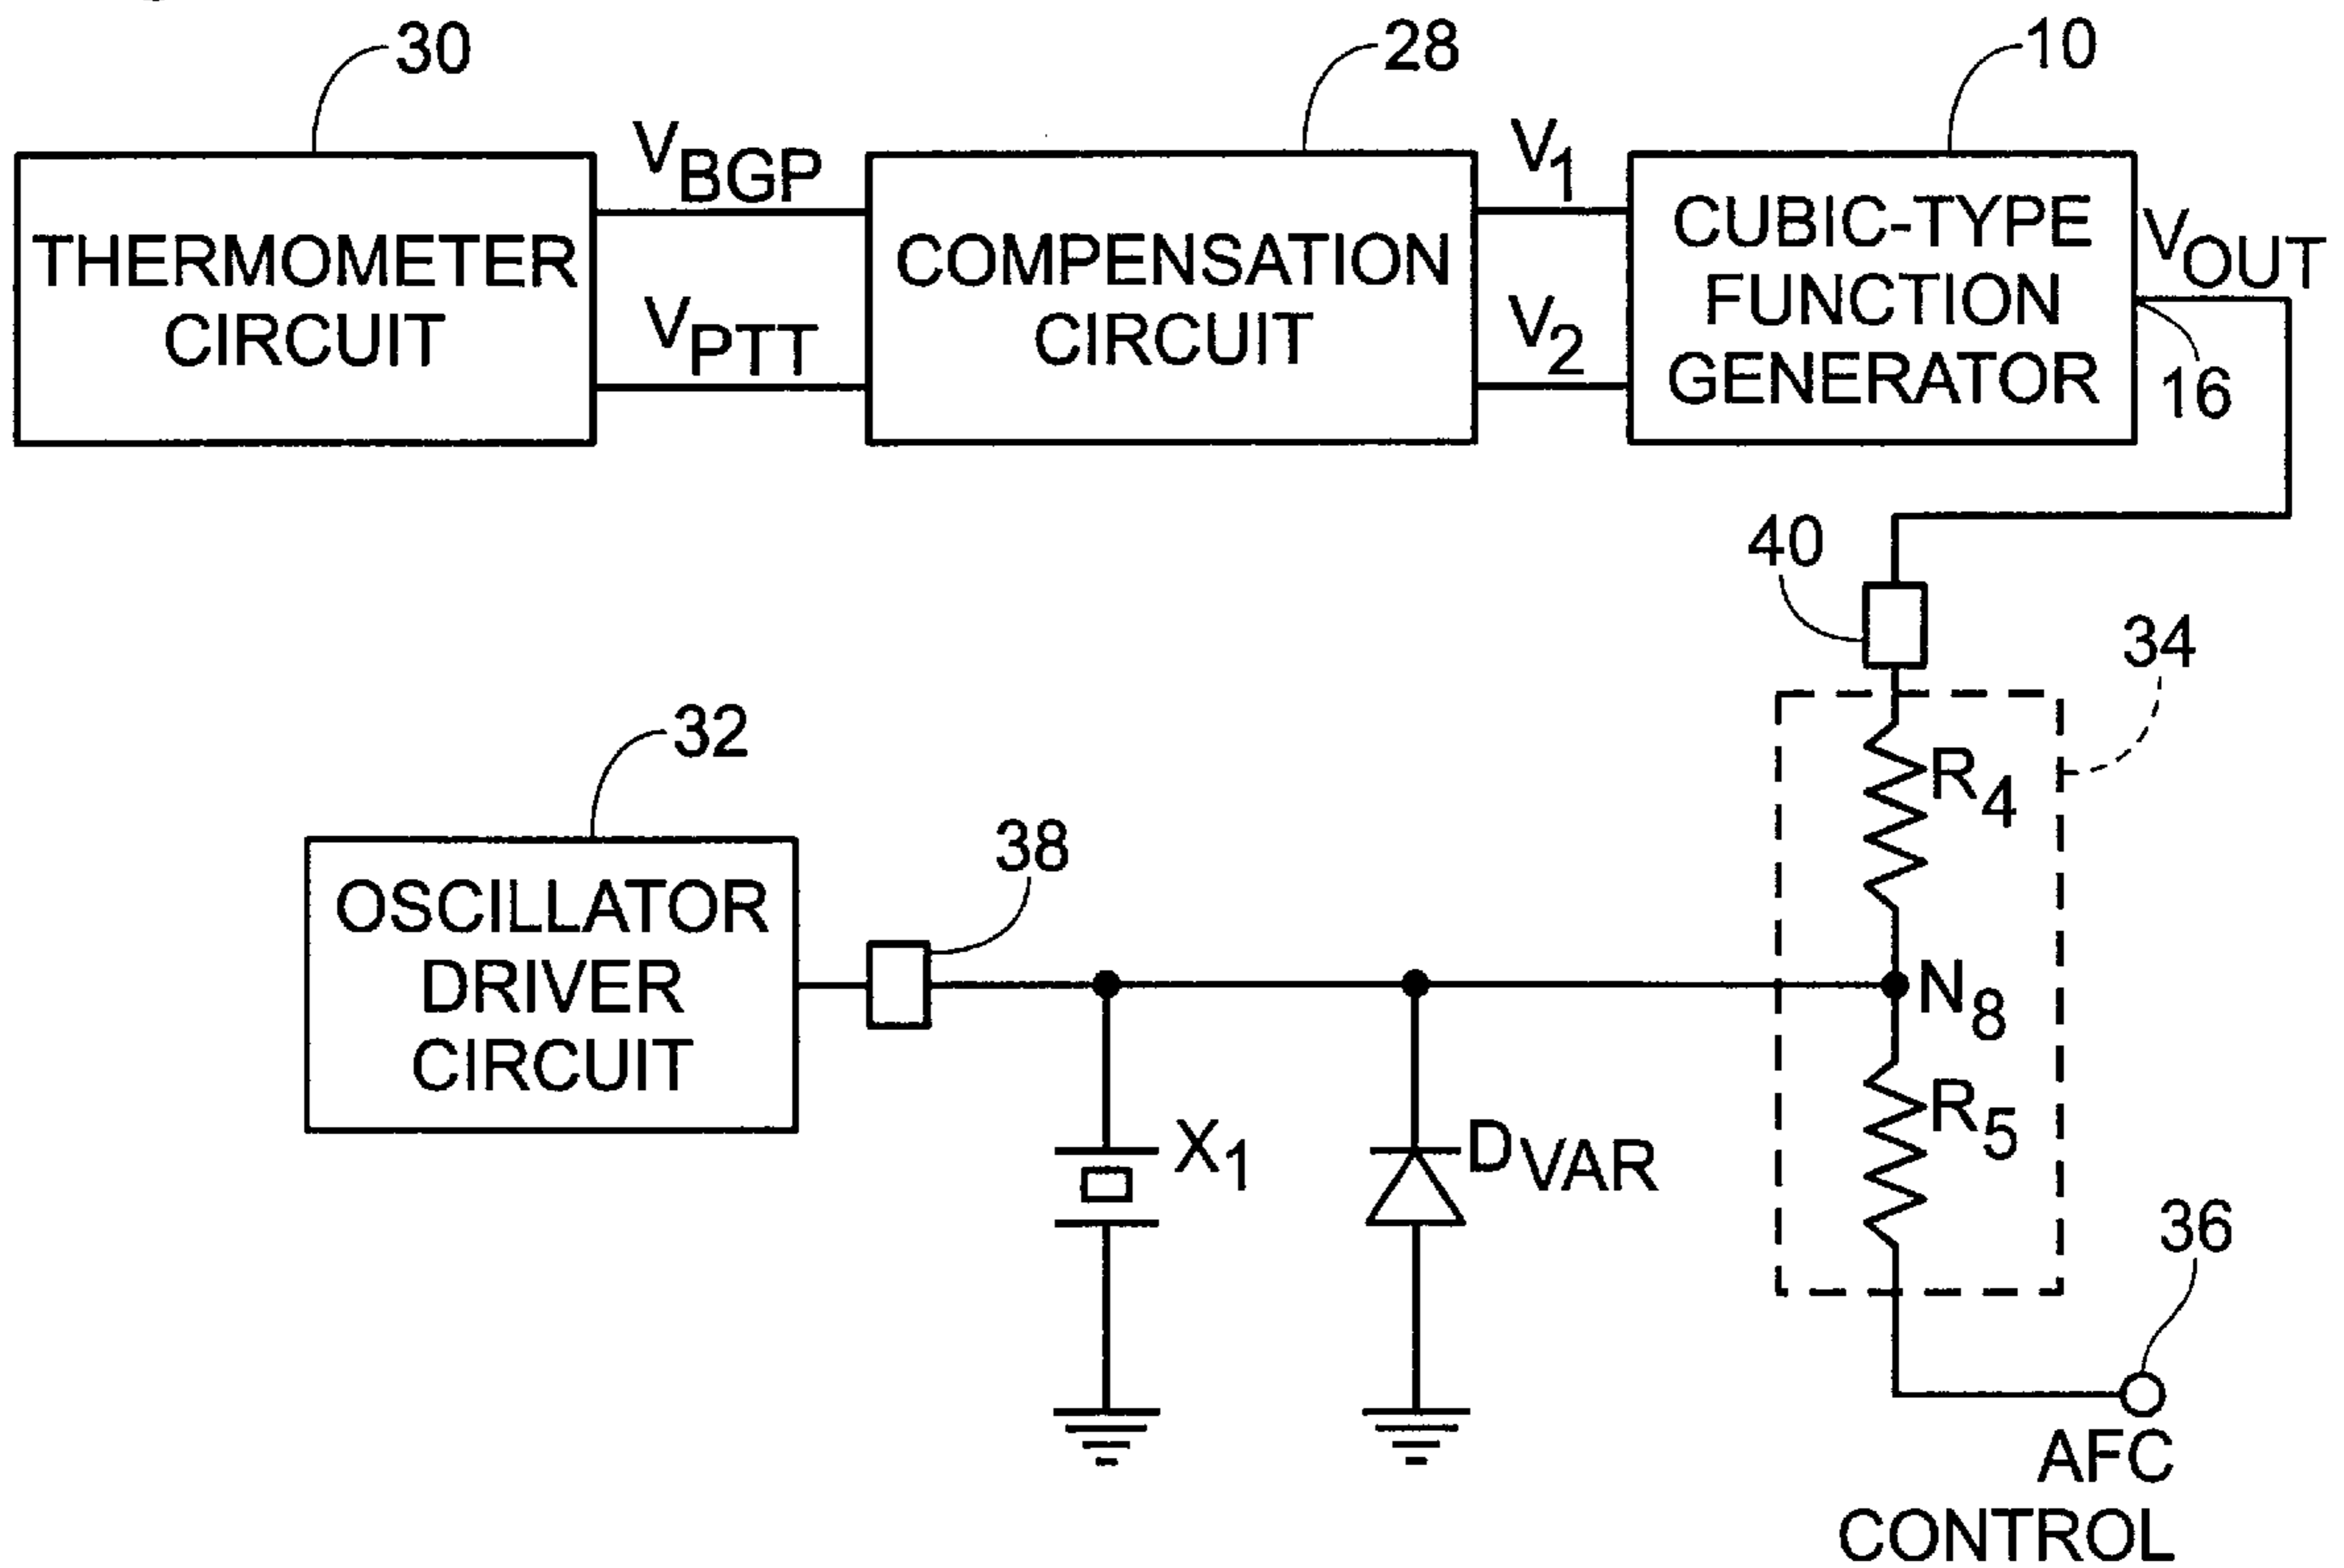 30
28
10
V_BGP
V_PTT
THERMOMETER
CIRCUIT
COMPENSATION
CIRCUIT
V_1
V_2
CUBIC-TYPE
FUNCTION
GENERATOR
V_OUT
16
40
34
R_4
32
38
OSCILLATOR
DRIVER
CIRCUIT
N_8
X_1
D_VAR
R_5
36
AFC
CONTROL